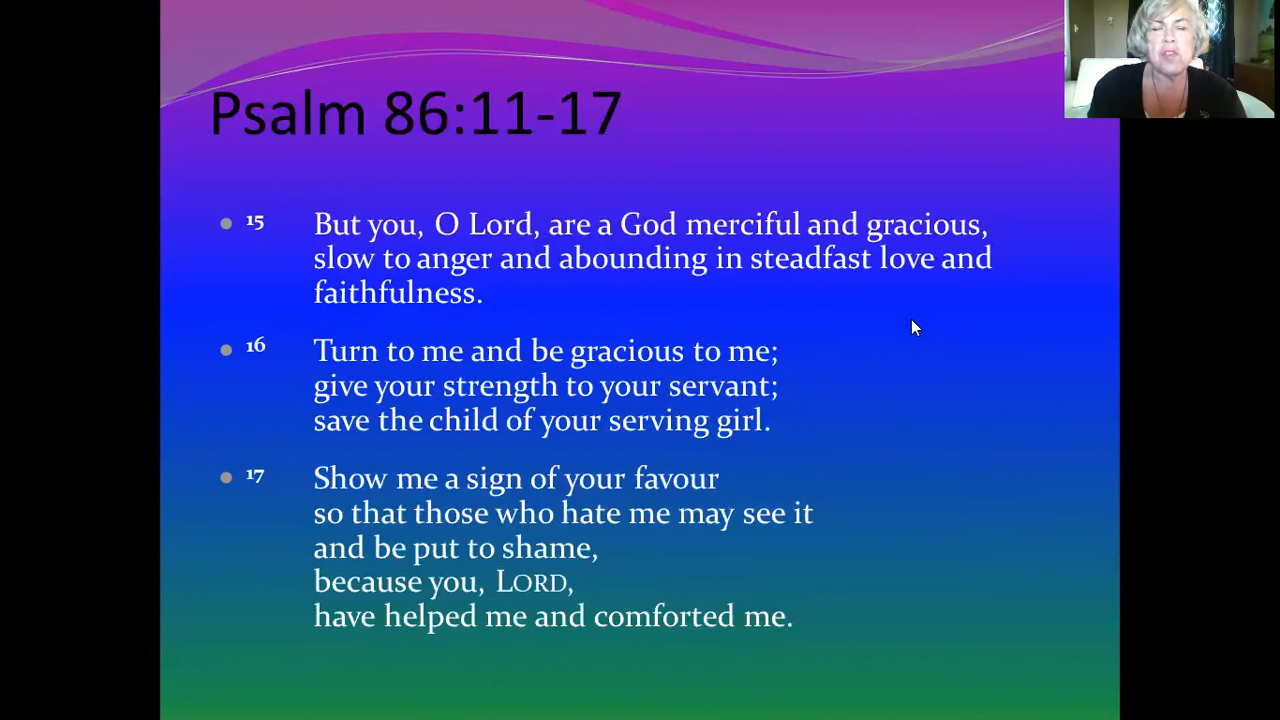 Psalm 86:11-17
15 But you, O Lord, are a God merciful and gracious,
slow to anger and abounding in steadfast love and
faithfulness.
16 Turn to me and be gracious to me;
give your strength to your servant;
save the child of your serving girl.
17 Show me a sign of your favour
so that those who hate me may see it
and be put to shame,
because you, LORD,
have helped me and comforted me.